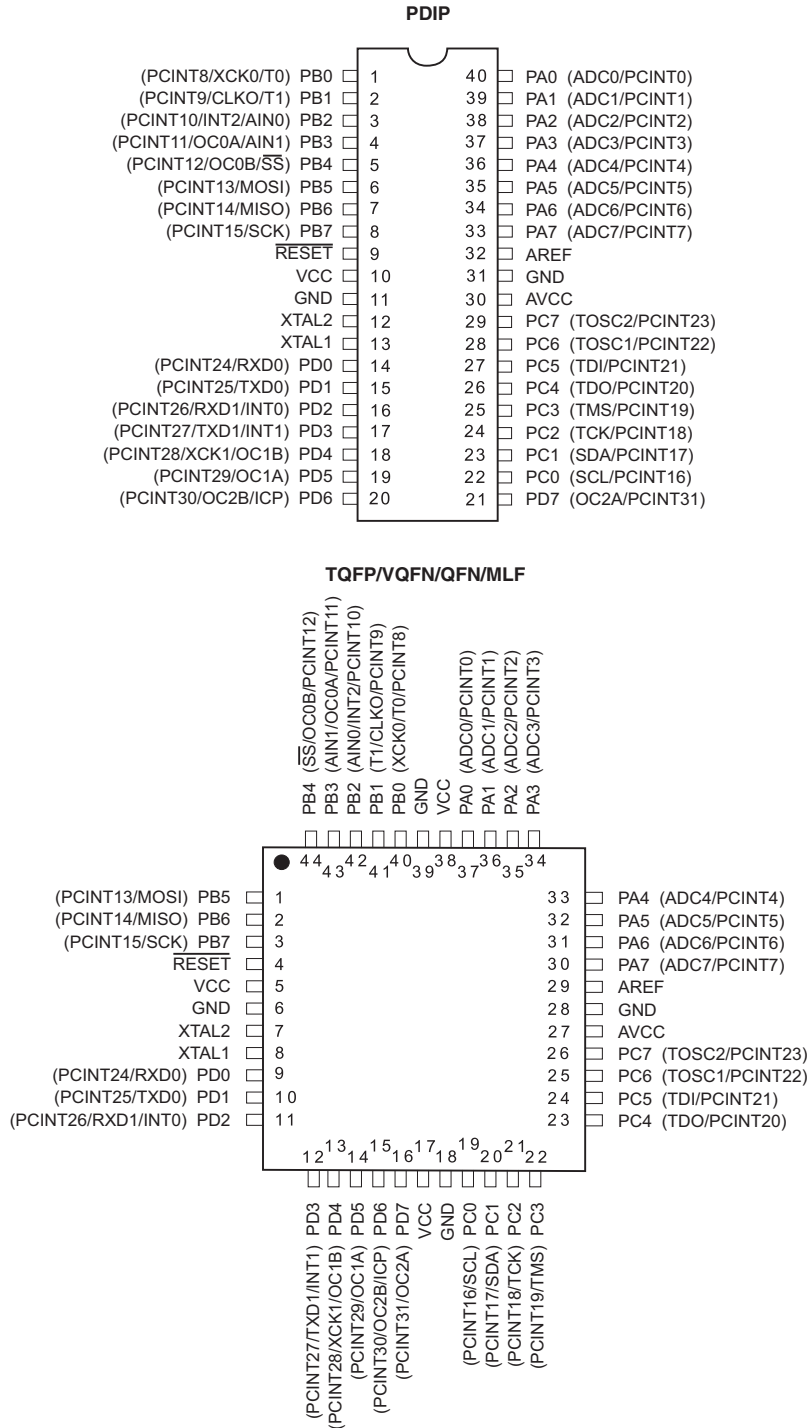 PDIP
(PCINT8/XCK0/T0) PB0 1 40 PA0 (ADC0/PCINT0)
(PCINT9/CLKO/T1) PB1 2 39 PA1 (ADC1/PCINT1)
(PCINT10/INT2/AIN0) PB2 3 38 PA2 (ADC2/PCINT2)
(PCINT11/OC0A/AIN1) PB3 4 37 PA3 (ADC3/PCINT3)
(PCINT12/OC0B/SS) PB4 5 36 PA4 (ADC4/PCINT4)
(PCINT13/MOSI) PB5 6 35 PA5 (ADC5/PCINT5)
(PCINT14/MISO) PB6 7 34 PA6 (ADC6/PCINT6)
(PCINT15/SCK) PB7 8 33 PA7 (ADC7/PCINT7)
RESET 9 32 AREF
VCC 10 31 GND
GND 11 30 AVCC
XTAL2 12 29 PC7 (TOSC2/PCINT23)
XTAL1 13 28 PC6 (TOSC1/PCINT22)
(PCINT24/RXD0) PD0 14 27 PC5 (TDI/PCINT21)
(PCINT25/TXD0) PD1 15 26 PC4 (TDO/PCINT20)
(PCINT26/RXD1/INT0) PD2 16 25 PC3 (TMS/PCINT19)
(PCINT27/TXD1/INT1) PD3 17 24 PC2 (TCK/PCINT18)
(PCINT28/XCK1/OC1B) PD4 18 23 PC1 (SDA/PCINT17)
(PCINT29/OC1A) PD5 19 22 PC0 (SCL/PCINT16)
(PCINT30/OC2B/ICP) PD6 20 21 PD7 (OC2A/PCINT31)
TQFP/VQFN/QFN/MLF
PB4 (SS/OC0B/PCINT12)
PB3 (AIN1/OC0A/PCINT11)
PB2 (AIN0/INT2/PCINT10)
PB1 (T1/CLKO/PCINT9)
PB0 (XCK0/T0/PCINT8)
GND
VCC
PA0 (ADC0/PCINT0)
PA1 (ADC1/PCINT1)
PA2 (ADC2/PCINT2)
PA3 (ADC3/PCINT3)
44 43 42 41 40 39 38 37 36 35 34
(PCINT13/MOSI) PB5 1 33 PA4 (ADC4/PCINT4)
(PCINT14/MISO) PB6 2 32 PA5 (ADC5/PCINT5)
(PCINT15/SCK) PB7 3 31 PA6 (ADC6/PCINT6)
RESET 4 30 PA7 (ADC7/PCINT7)
VCC 5 29 AREF
GND 6 28 GND
XTAL2 7 27 AVCC
XTAL1 8 26 PC7 (TOSC2/PCINT23)
(PCINT24/RXD0) PD0 9 25 PC6 (TOSC1/PCINT22)
(PCINT25/TXD0) PD1 10 24 PC5 (TDI/PCINT21)
(PCINT26/RXD1/INT0) PD2 11 23 PC4 (TDO/PCINT20)
12 13 14 15 16 17 18 19 20 21 22
(PCINT27/TXD1/INT1) PD3
(PCINT28/XCK1/OC1B) PD4
(PCINT29/OC1A) PD5
(PCINT30/OC2B/ICP) PD6
(PCINT31/OC2A) PD7
VCC
GND
(PCINT16/SCL) PC0
(PCINT17/SDA) PC1
(PCINT18/TCK) PC2
(PCINT19/TMS) PC3